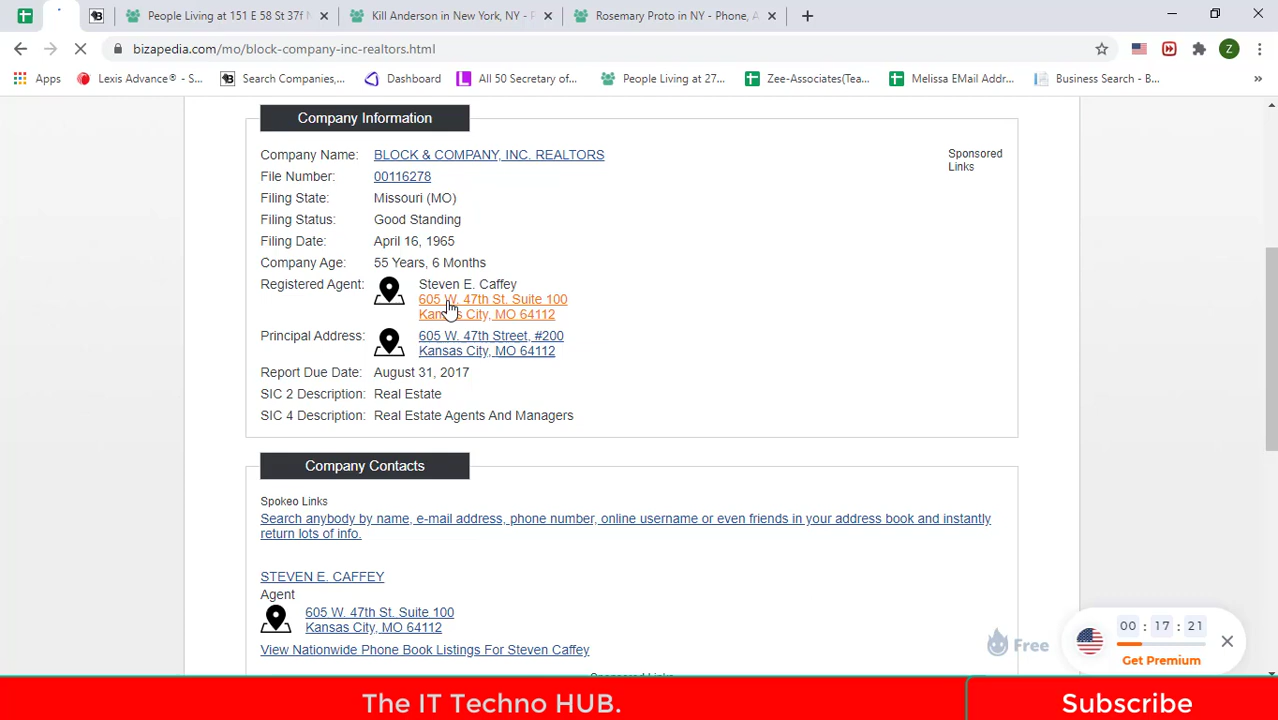 People Living at 151 E 58 St 37f
Kill Anderson in New York, NY - P
Rosemary Proto in NY - Phone, A
bizapedia.com/mo/block-company-inc-realtors.html
Apps
Lexis Advance® - S...
Search Companies,...
Dashboard
All 50 Secretary of...
People Living at 27...
Zee-Associates(Tea...
Melissa EMail Addr...
Business Search - B...
»
Z
Company Information
Company Name: BLOCK & COMPANY, INC. REALTORS
Sponsored
Links
File Number: 00116278
Filing State: Missouri (MO)
Filing Status: Good Standing
Filing Date: April 16, 1965
Company Age: 55 Years, 6 Months
Registered Agent: Steven E. Caffey
605 W. 47th St. Suite 100
Kansas City, MO 64112
Principal Address: 605 W. 47th Street, #200
Kansas City, MO 64112
Report Due Date: August 31, 2017
SIC 2 Description: Real Estate
SIC 4 Description: Real Estate Agents And Managers
Company Contacts
Spokeo Links
Search anybody by name, e-mail address, phone number, online username or even friends in your address book and instantly
return lots of info.
STEVEN E. CAFFEY
Agent
605 W. 47th St. Suite 100
Kansas City, MO 64112
View Nationwide Phone Book Listings For Steven Caffey
Free
00 : 17 : 21
Get Premium
The IT Techno HUB.
Subscribe